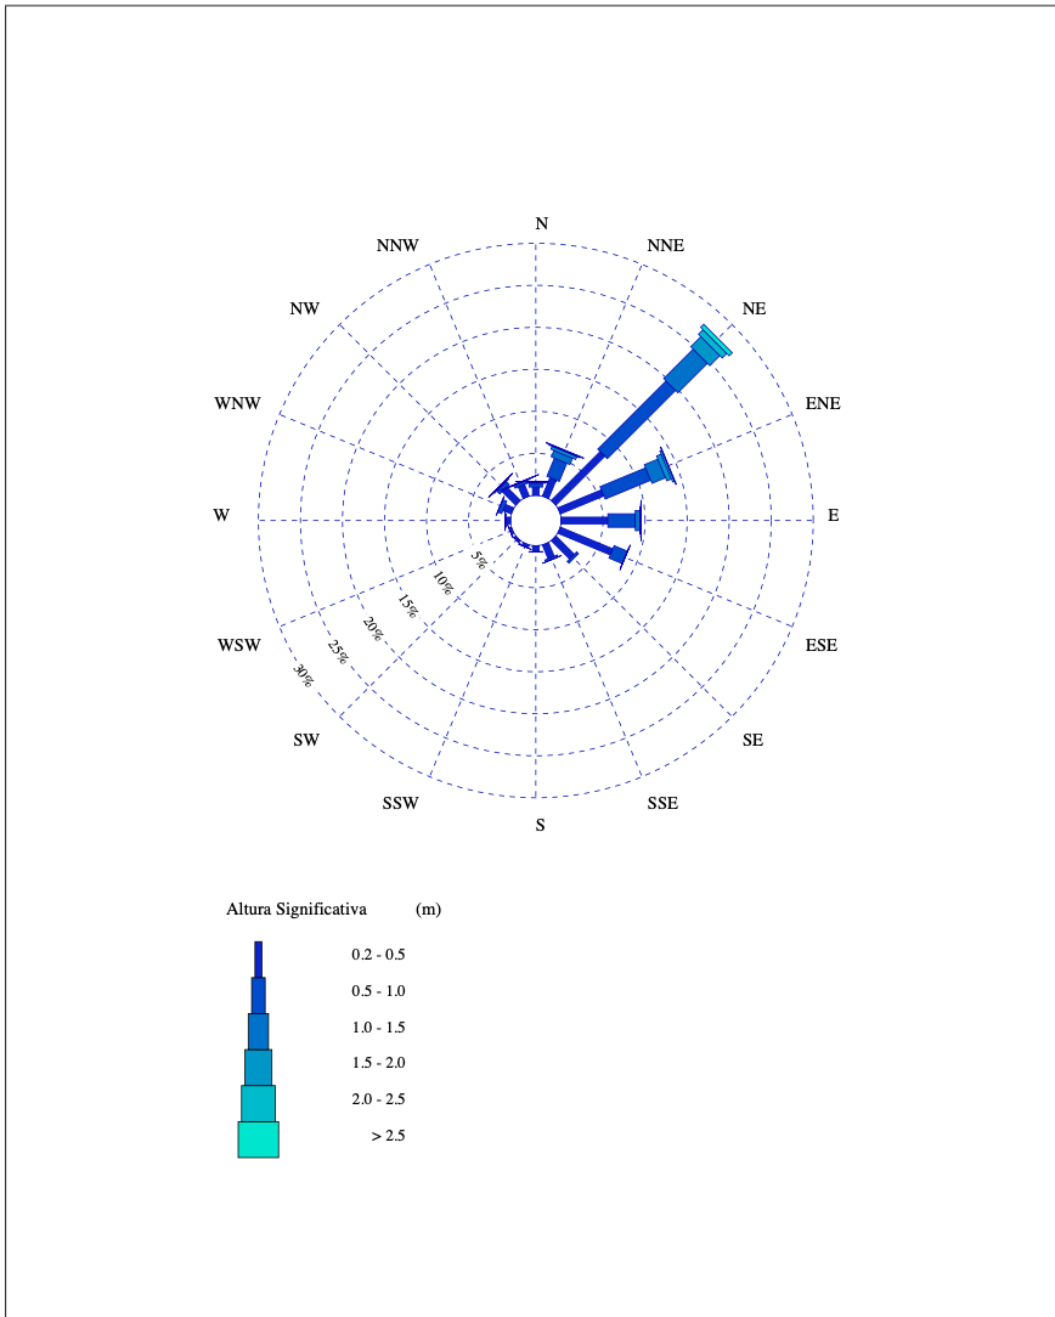 N
NNW
NNE
NW
NE
WNW
ENE
W
E
5%
10%
15%
20%
WSW
25%
ESE
30%
SW
SE
SSW
SSE
S
Altura Significativa (m)
0.2 - 0.5
0.5 - 1.0
1.0 - 1.5
1.5 - 2.0
2.0 - 2.5
> 2.5